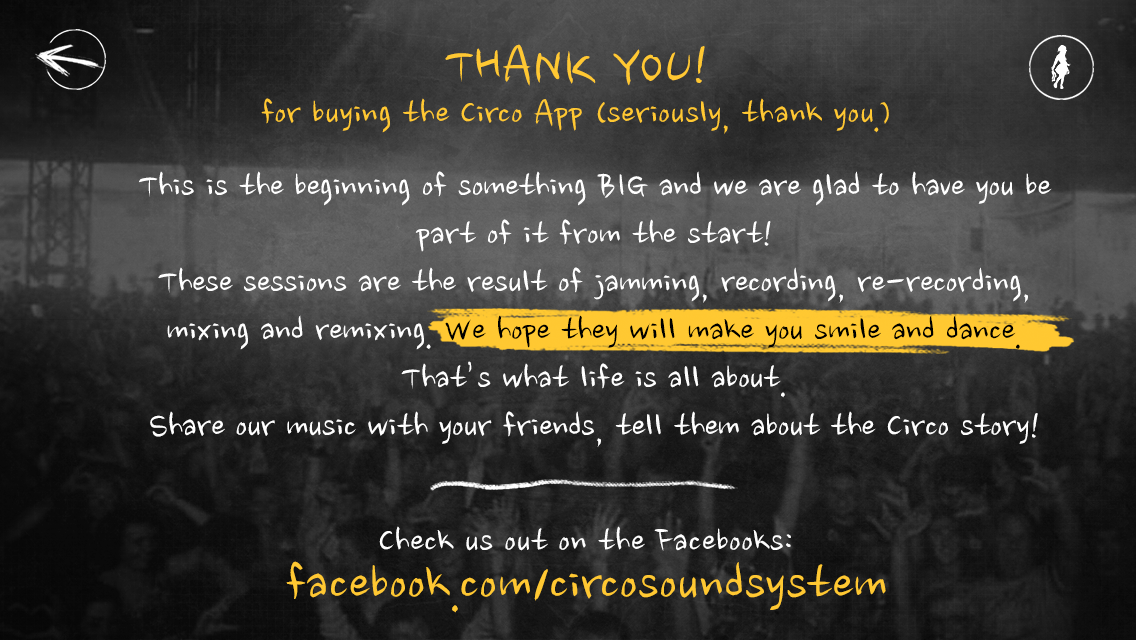 THANK YOU!
for buying the Circo App (seriously, thank you.)
This is the beginning of something BIG and we are glad to have you be
part of it from the start!
These sessions are the result of jamming, recording, re-recording,
mixing and remixing. We hope they will make you smile and dance.
That's what life is all about.
Share our music with your friends, tell them about the Circo story!
Check us out on the Facebooks:
facebook.com/circosoundsystem